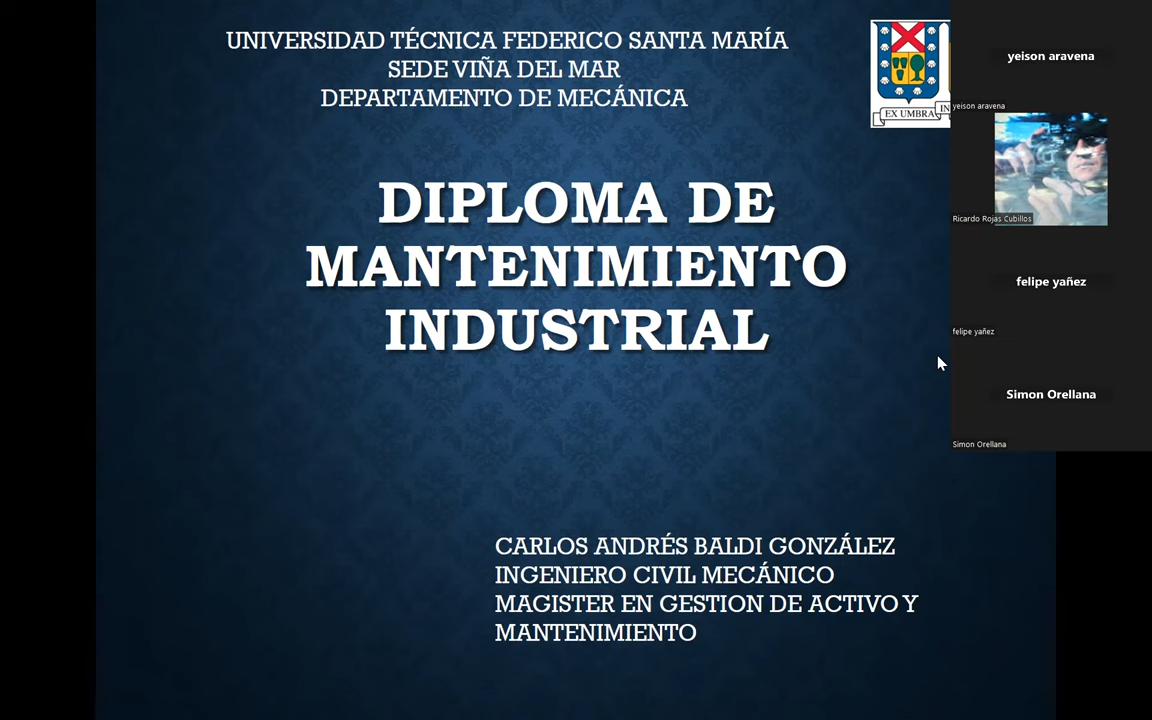 UNIVERSIDAD TÉCNICA FEDERICO SANTA MARÍA
SEDE VIÑA DEL MAR
DEPARTAMENTO DE MECÁNICA
EX UMBRA
IN
DIPLOMA DE
MANTENIMIENTO
INDUSTRIAL
CARLOS ANDRÉS BALDI GONZÁLEZ
INGENIERO CIVIL MECÁNICO
MAGISTER EN GESTION DE ACTIVO Y
MANTENIMIENTO
yeison aravena
yeison aravena
Ricardo Rojas Cubillos
felipe yañez
felipe yañez
Simon Orellana
Simon Orellana